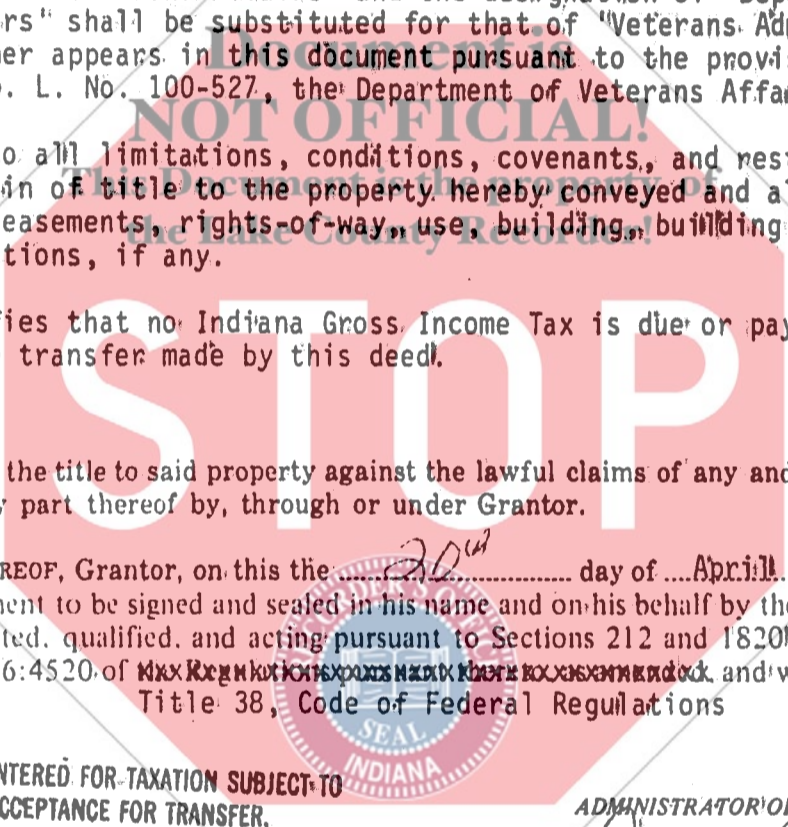 rs" shall be substituted for that of "Veterans Ad
er appears in this document pursuant to the provi
. L. No. 100-527, the Department of Veterans Affa
Document is
NOT OFFICIAL!
This Document is the property of
the Lake County Recorder!
STOP
o all limitations, conditions, covenants, and res
in of title to the property hereby conveyed and a
easements, rights-of-way, use, building, building
tions, if any.
ies that no Indiana Gross Income Tax is due or pay
transfer made by this deed.
the title to said property against the lawful claims of any and
part thereof by, through or under Grantor.
REOF, Grantor, on this the 20th day of April
ent to be signed and sealed in his name and on his behalf by the
ted, qualified, and acting pursuant to Sections 212 and 1820
6:4520 of and w
Title 38, Code of Federal Regulations
RECORDER'S OFFIC
SEAL
INDIANA
NTERED FOR TAXATION SUBJECT TO
CCEPTANCE FOR TRANSFER.
ADMINISTRATOR OF